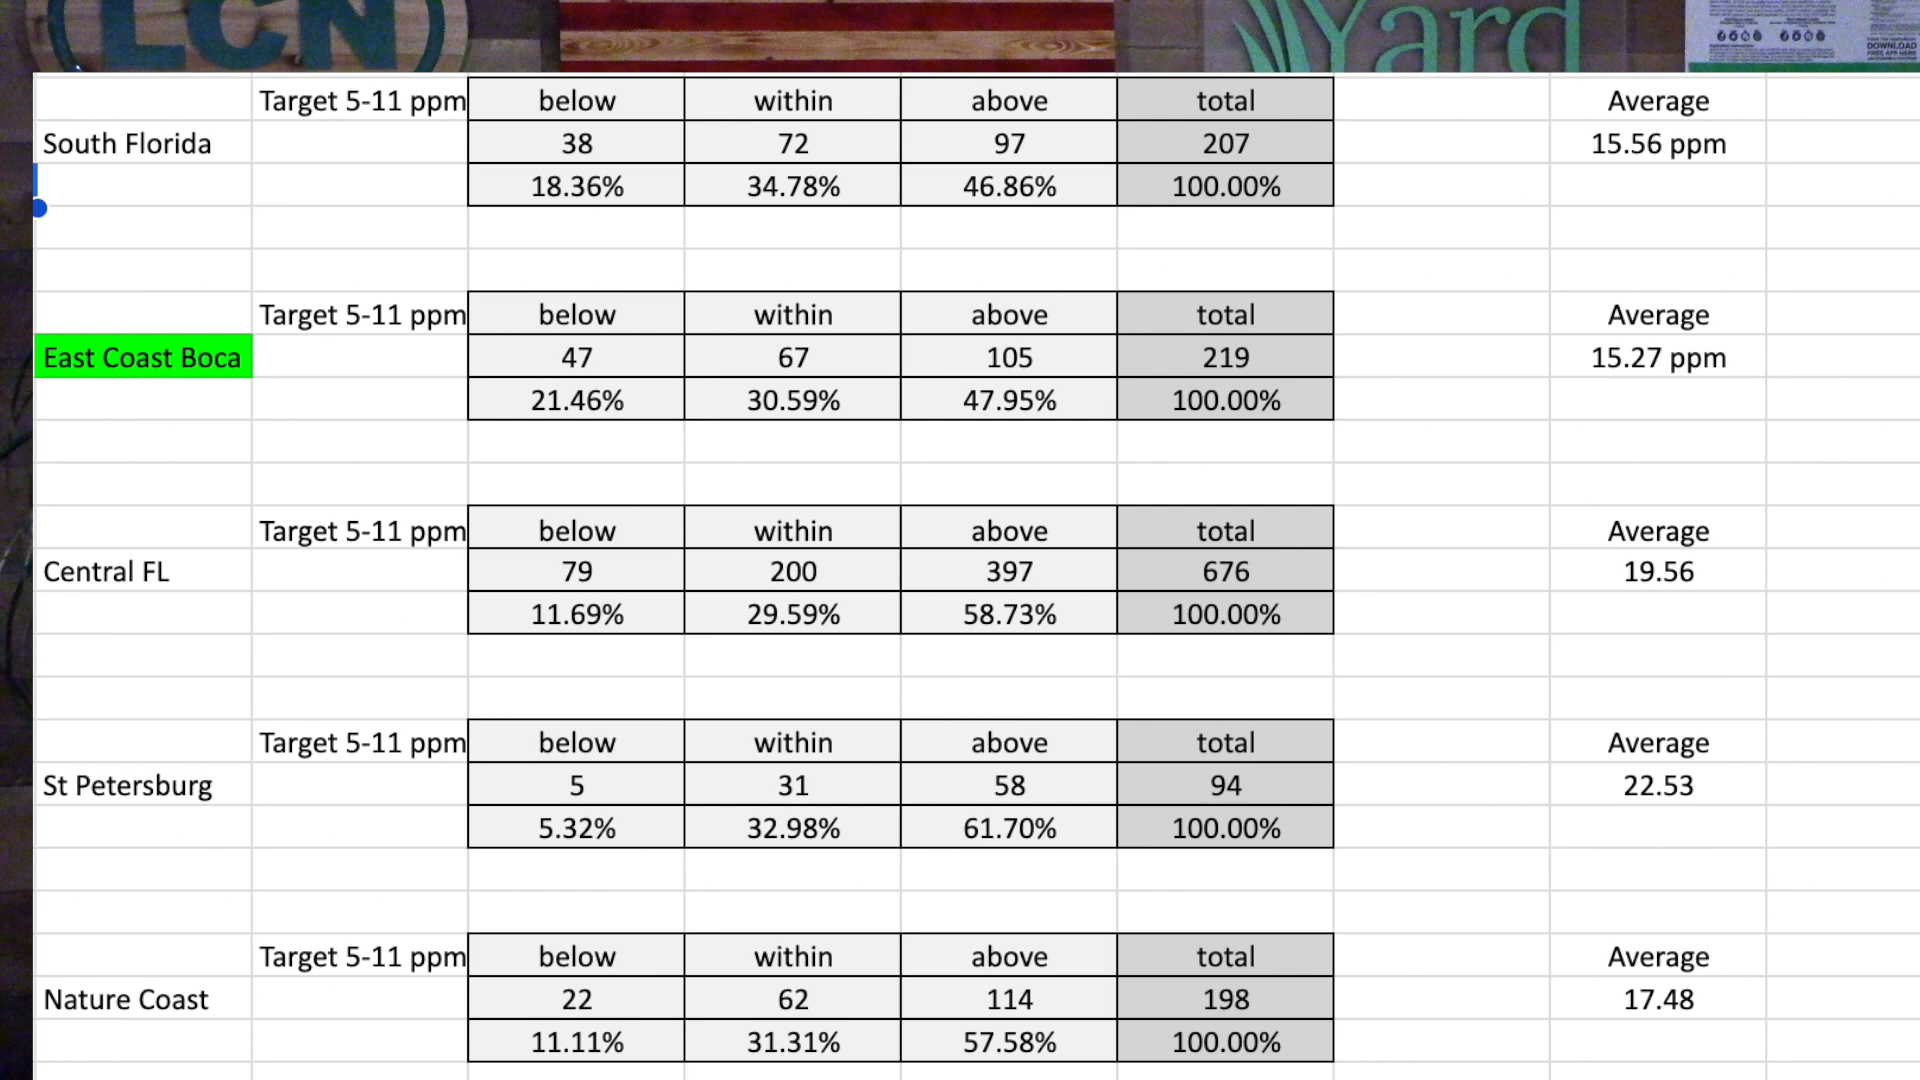 LCN
Yard
DOWNLOAD
FREE APP HERE
Target 5-11 ppm below within above total Average
South Florida 38 72 97 207 15.56 ppm
18.36% 34.78% 46.86% 100.00%
Target 5-11 ppm below within above total Average
East Coast Boca 47 67 105 219 15.27 ppm
21.46% 30.59% 47.95% 100.00%
Target 5-11 ppm below within above total Average
Central FL 79 200 397 676 19.56
11.69% 29.59% 58.73% 100.00%
Target 5-11 ppm below within above total Average
St Petersburg 5 31 58 94 22.53
5.32% 32.98% 61.70% 100.00%
Target 5-11 ppm below within above total Average
Nature Coast 22 62 114 198 17.48
11.11% 31.31% 57.58% 100.00%